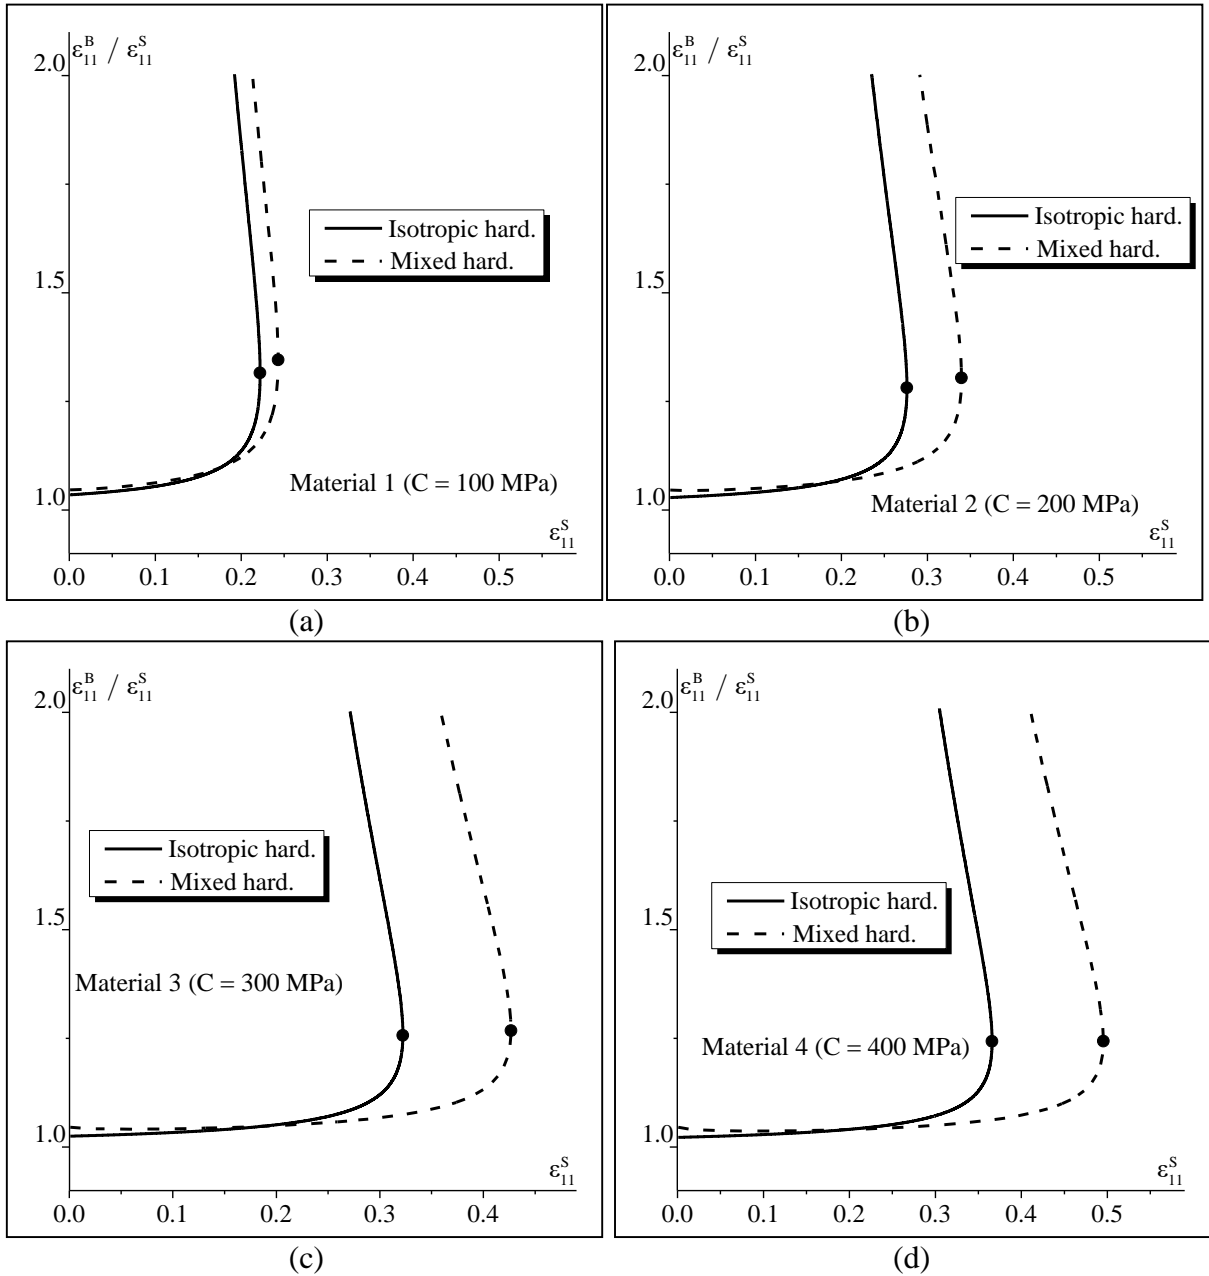 ε₁₁ᴮ / ε₁₁ˢ
2.0
1.5
1.0
Isotropic hard.
Mixed hard.
Material 1 (C = 100 MPa)
ε₁₁ˢ
0.0 0.1 0.2 0.3 0.4 0.5
(a)
ε₁₁ᴮ / ε₁₁ˢ
2.0
1.5
1.0
Isotropic hard.
Mixed hard.
Material 2 (C = 200 MPa)
ε₁₁ˢ
0.0 0.1 0.2 0.3 0.4 0.5
(b)
ε₁₁ᴮ / ε₁₁ˢ
2.0
Isotropic hard.
Mixed hard.
1.5
Material 3 (C = 300 MPa)
1.0
ε₁₁ˢ
0.0 0.1 0.2 0.3 0.4
(c)
ε₁₁ᴮ / ε₁₁ˢ
2.0
Isotropic hard.
Mixed hard.
1.5
Material 4 (C = 400 MPa)
1.0
ε₁₁ˢ
0.0 0.1 0.2 0.3 0.4 0.5
(d)